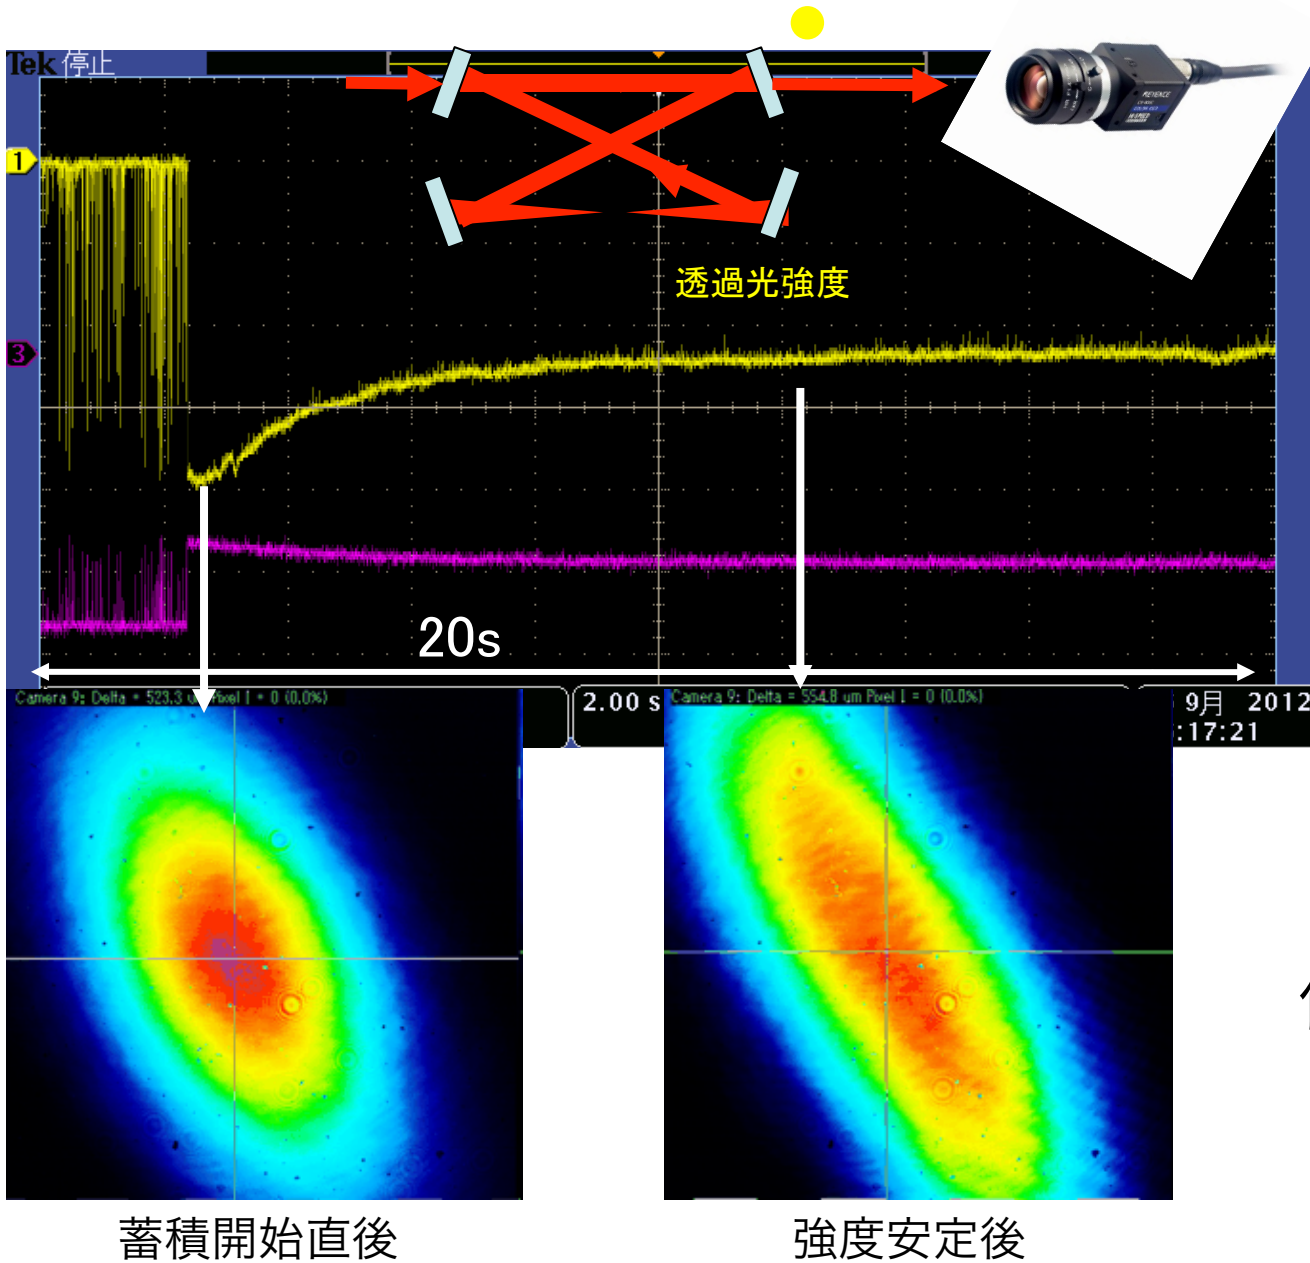 Tek 停止
KEYENCE
1
透過光強度
3
20s
Camera 9: Delta = 523.3 um Pixel I = 0 (0.0%)
2.00 s
Camera 9: Delta = 554.8 um Pixel I = 0 (0.0%)
9月 2012
:17:21
蓄積開始直後
強度安定後